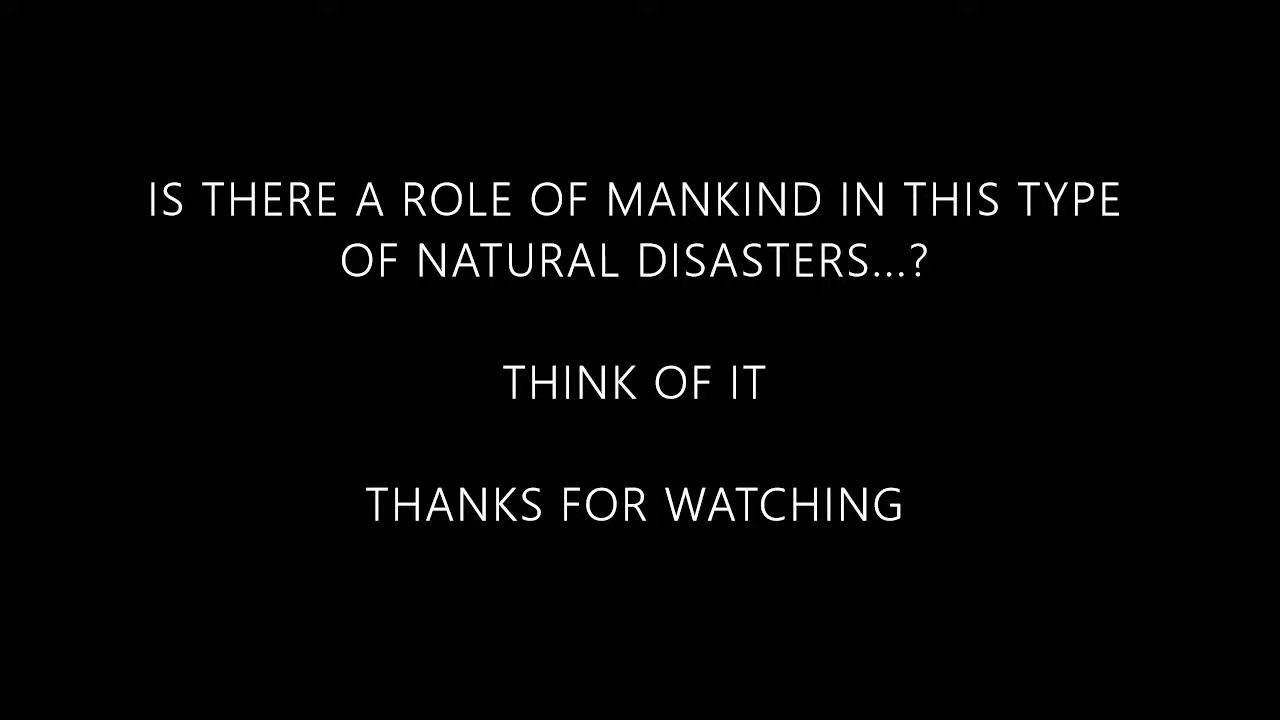 IS THERE A ROLE OF MANKIND IN THIS TYPE
OF NATURAL DISASTERS...?
THINK OF IT
THANKS FOR WATCHING